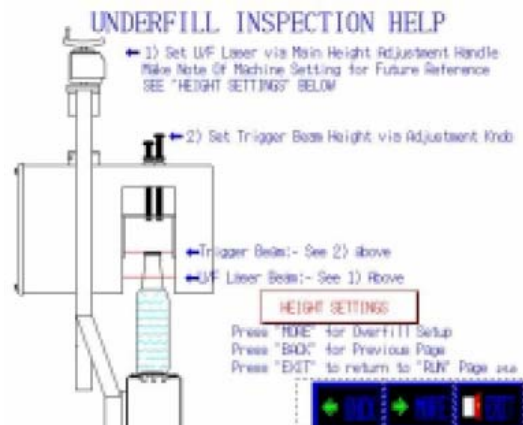 UNDERFILL INSPECTION HELP
1) Set U/F Laser via Main Height Adjustment Handle
Make Note Of Machine Setting for Future Reference
SEE "HEIGHT SETTINGS" BELOW
2) Set Trigger Beam Height via Adjustment Knob
Trigger Beam:- See 2) above
U/F Laser Beam:- See 1) Above
HEIGHT SETTINGS
Press "MORE" for Overfill Setup
Press "BACK" for Previous Page
Press "EXIT" to return to "RUN" Page
BACK MORE EXIT